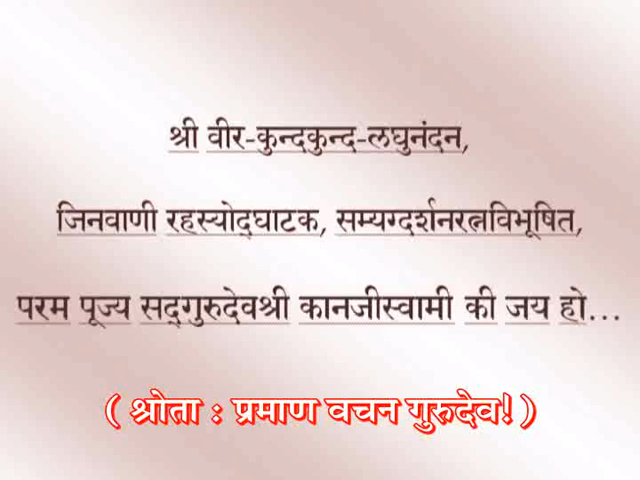 श्री वीर-कुन्दकुन्द-लघुनंदन,
जिनवाणी रहस्योद्‌घाटक, सम्यग्दर्शनरत्नविभूषित,
परम पूज्य सद्‌गुरुदेवश्री कानजीस्वामी की जय हो...
( श्रोता : प्रमाण वचन गुरुदेव! )